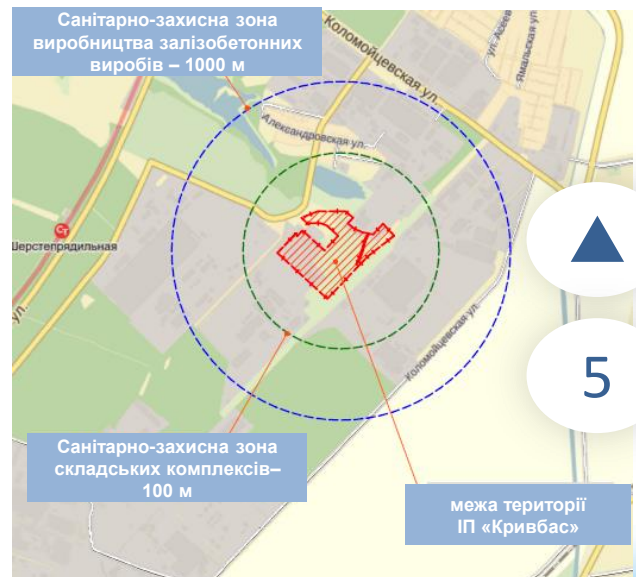 Санітарно-захисна зона
виробництва залізобетонних
виробів – 1000 м
Коломойцевская ул.
ул. Асеев
Ямальская ул.
Александровская ул.
Шерстепрядильная
ул.
Коломойцевская ул.
5
Санітарно-захисна зона
складських комплексів–
100 м
межа території
ІП «Кривбас»